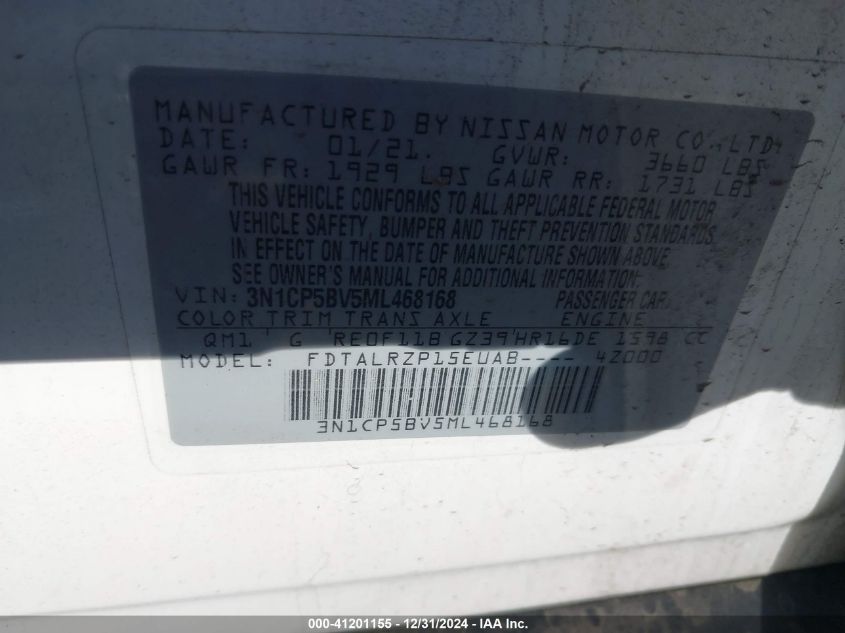 MANUFACTURED BY NISSAN MOTOR CO., LTD.
DATE: 01/21. GVWR: 3660 LBS
GAWR FR: 1929 LBS GAWR RR: 1731 LBS
THIS VEHICLE CONFORMS TO ALL APPLICABLE FEDERAL MOTOR
VEHICLE SAFETY, BUMPER AND THEFT PREVENTION STANDARDS
IN EFFECT ON THE DATE OF MANUFACTURE SHOWN ABOVE.
SEE OWNER'S MANUAL FOR ADDITIONAL INFORMATION.
VIN: 3N1CP5BV5ML468168 PASSENGER CAR
COLOR TRIM TRANS AXLE ENGINE
QM1 G RE0F11B GZ39 HR16DE 1598 CC
MODEL: FDTALRZP15EUAB---- 4Z000
3N1CP5BV5ML468168
000-41201155 - 12/31/2024 - IAA Inc.